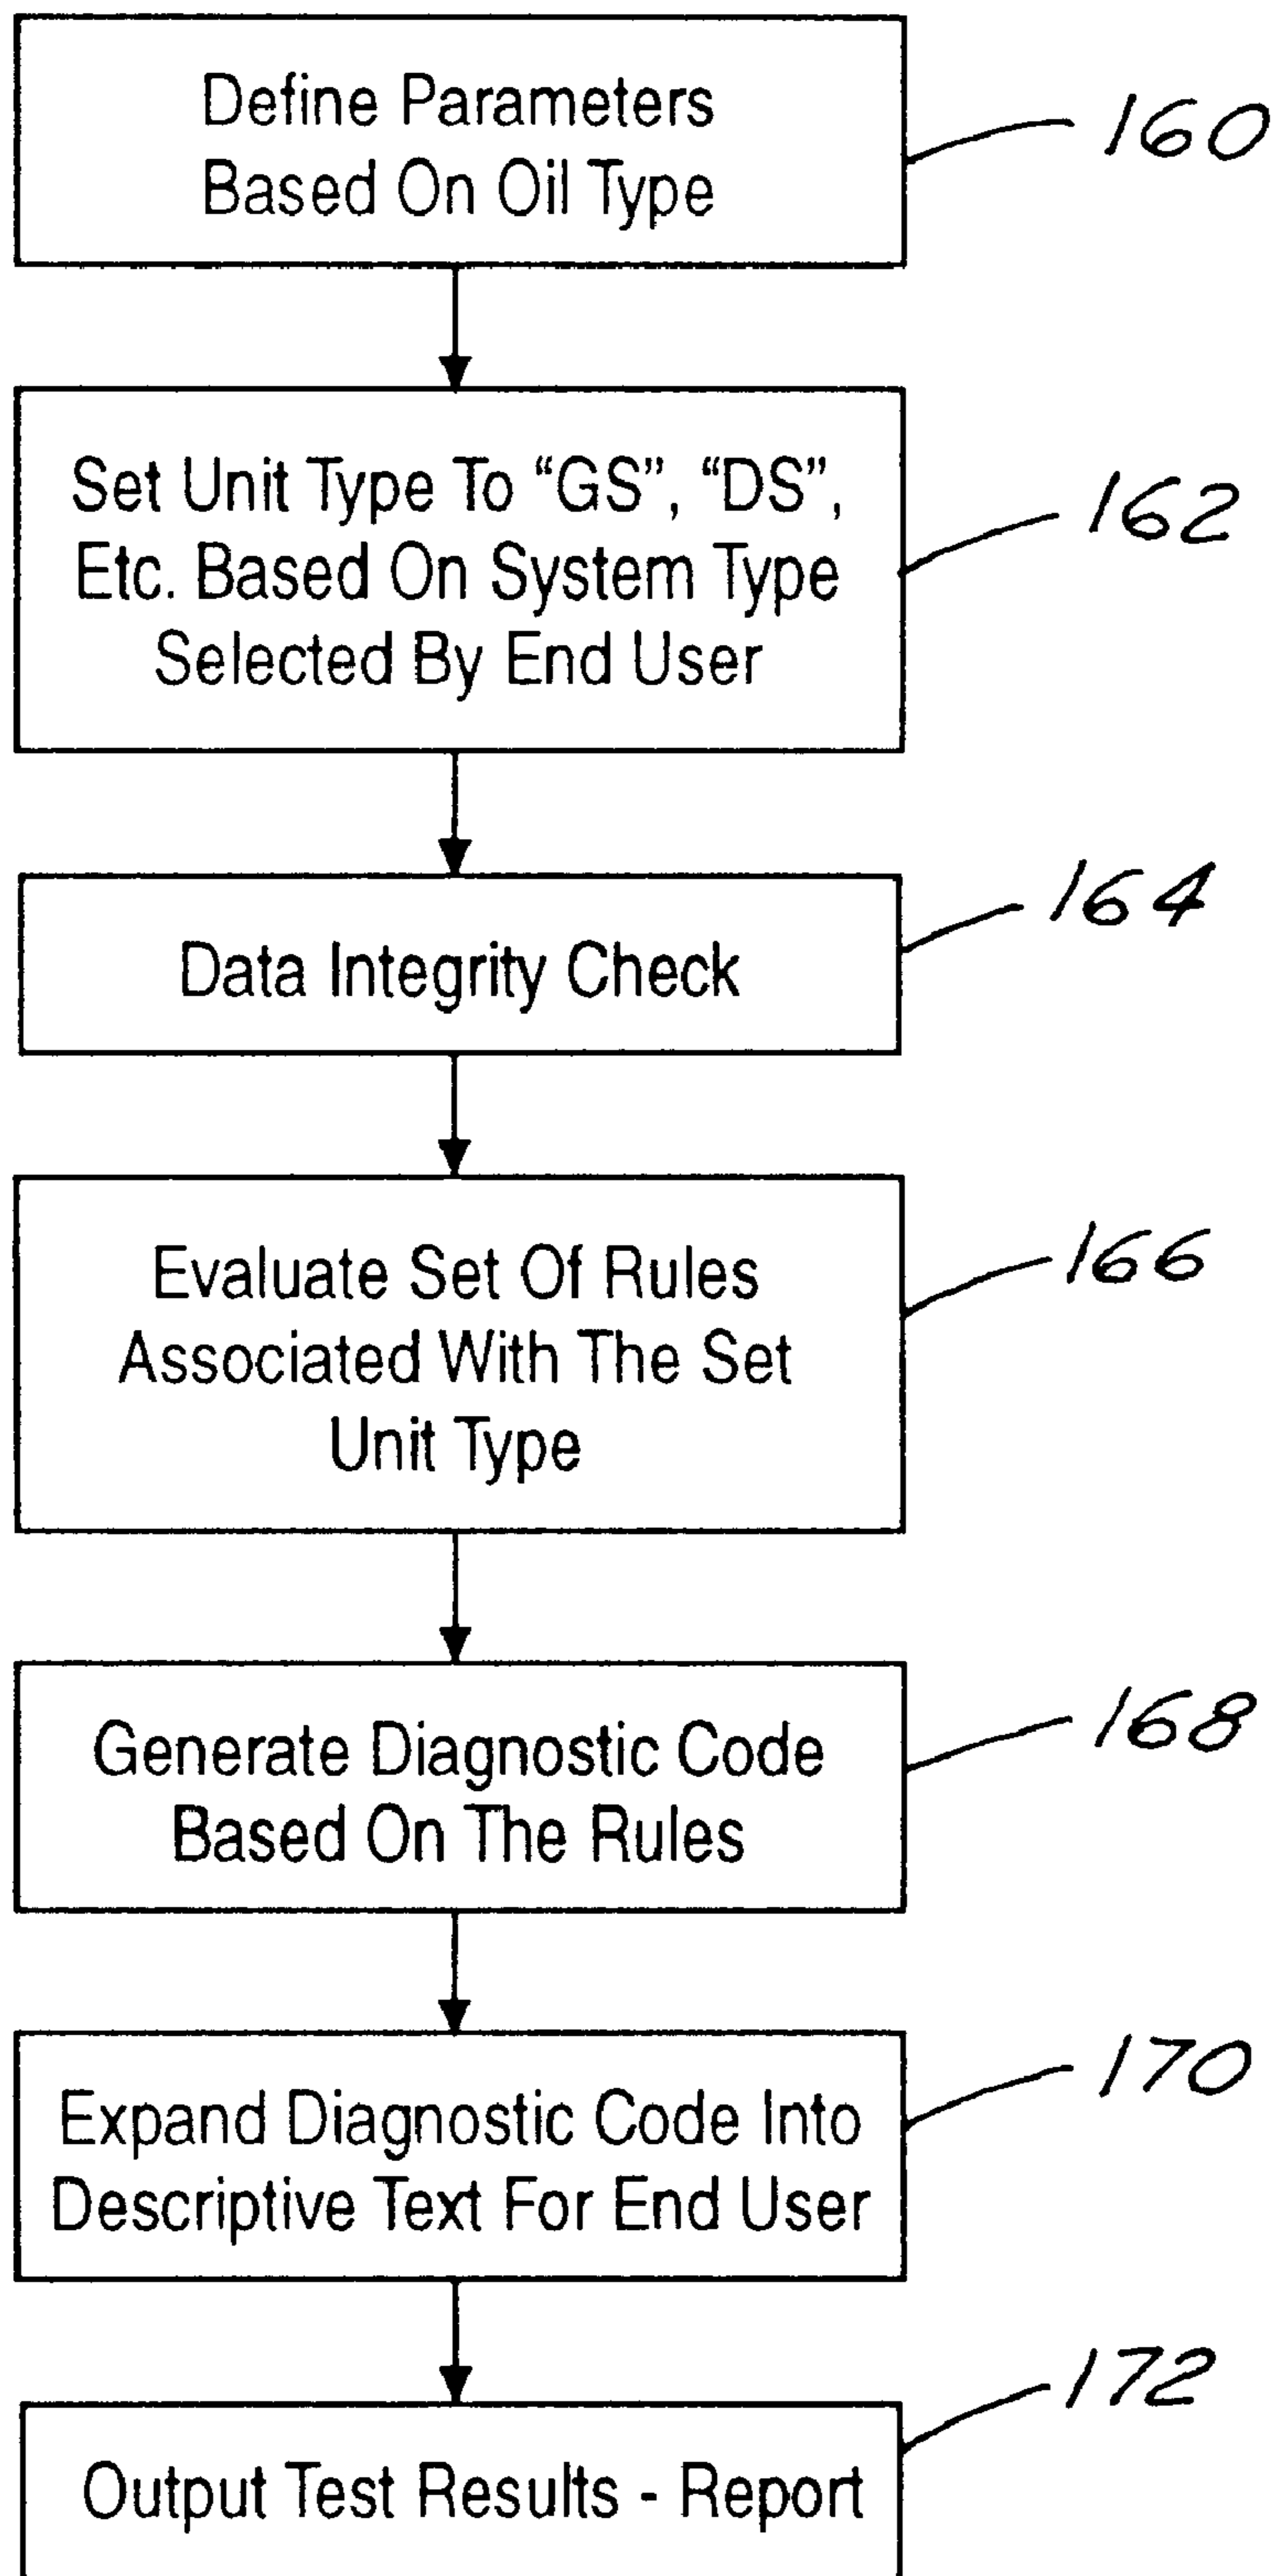 Define Parameters
Based On Oil Type
160
Set Unit Type To “GS”, “DS”,
Etc. Based On System Type
Selected By End User
162
Data Integrity Check
164
Evaluate Set Of Rules
Associated With The Set
Unit Type
166
Generate Diagnostic Code
Based On The Rules
168
Expand Diagnostic Code Into
Descriptive Text For End User
170
Output Test Results - Report
172